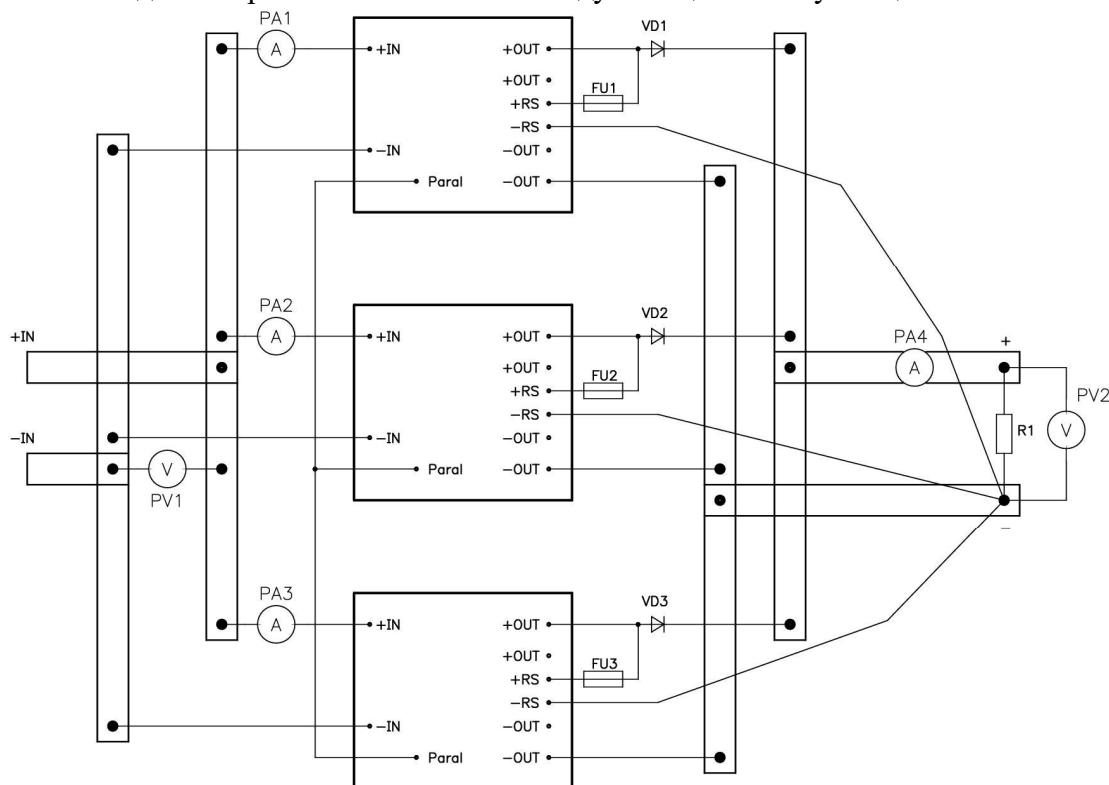 PA1
A
+IN
+OUT
VD1
+OUT
FU1
+RS
-RS
-IN
-OUT
Paral
-OUT
PA2
A
+IN
+OUT
VD2
+OUT
FU2
+RS
-RS
-IN
-OUT
Paral
-OUT
+IN
-IN
V
PV1
PA4
A
+
R1
V
PV2
-
PA3
A
+IN
+OUT
VD3
+OUT
FU3
+RS
-RS
-IN
-OUT
Paral
-OUT